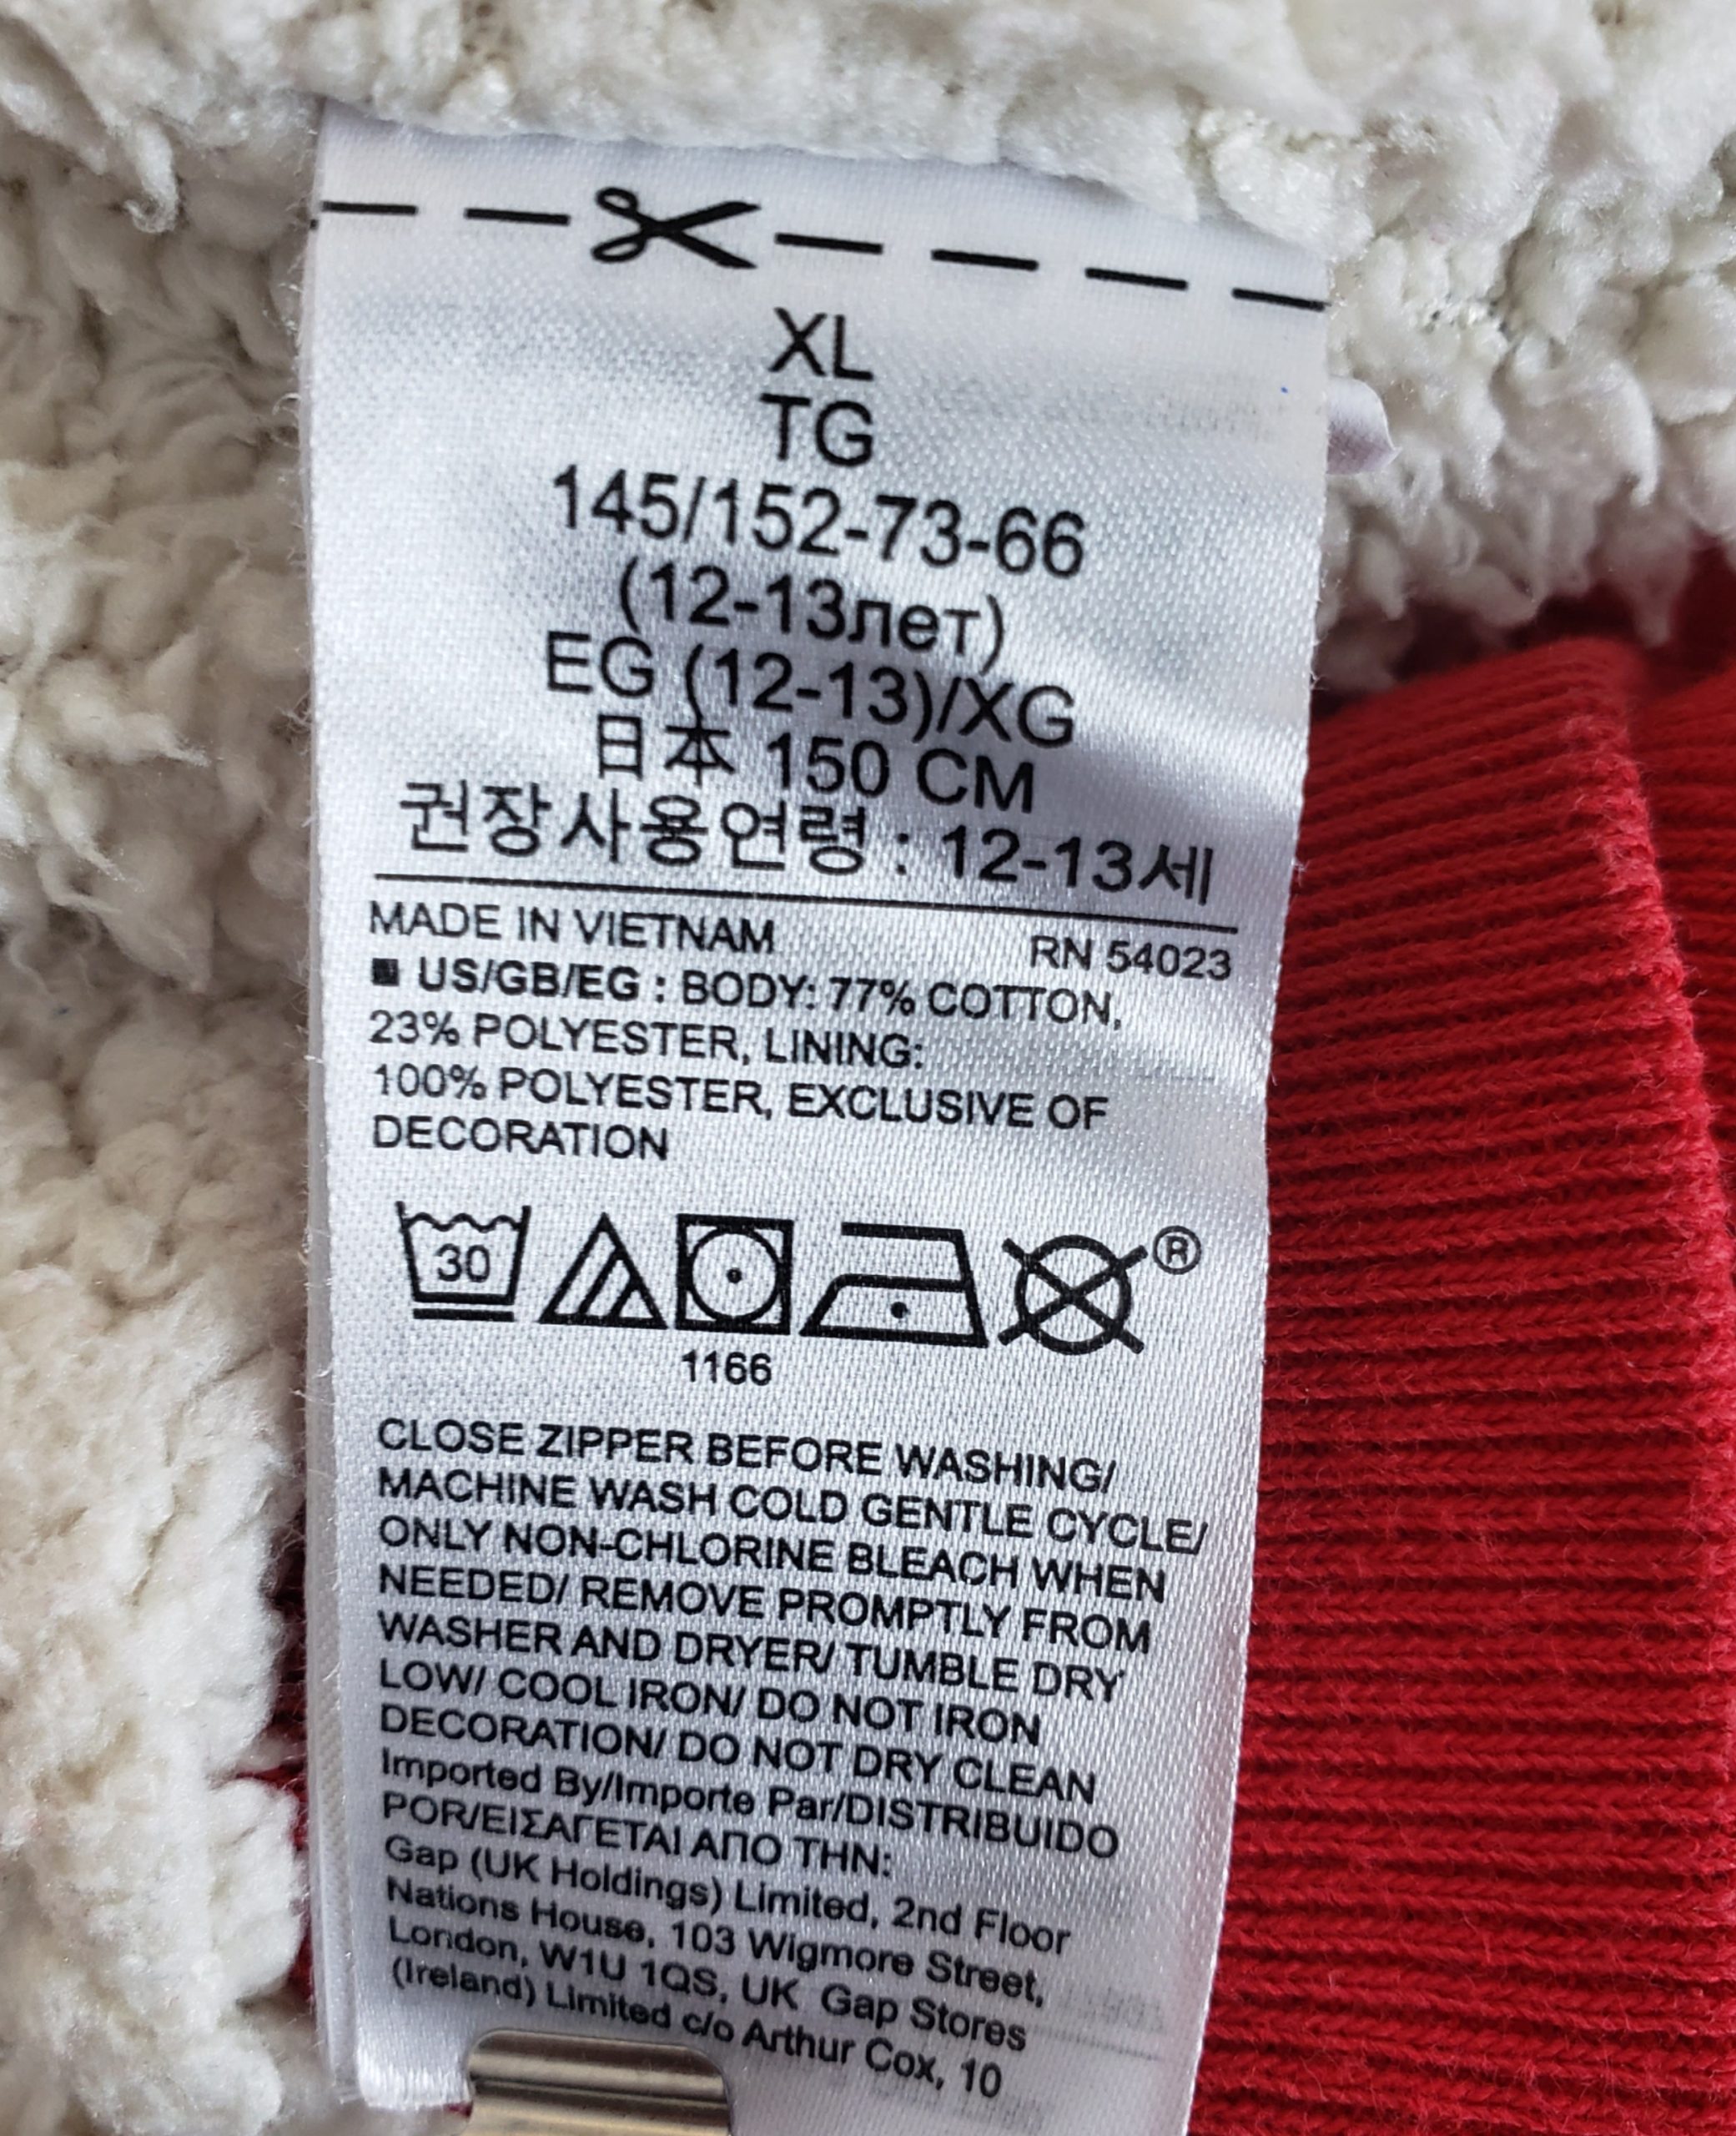 XL
TG
145/152-73-66
(12-13лет)
EG (12-13)/XG
日本 150 CM
권장사용연령 : 12-13세
MADE IN VIETNAM RN 54023
■ US/GB/EG : BODY: 77% COTTON,
23% POLYESTER, LINING:
100% POLYESTER, EXCLUSIVE OF
DECORATION
30 ®
1166
CLOSE ZIPPER BEFORE WASHING/
MACHINE WASH COLD GENTLE CYCLE/
ONLY NON-CHLORINE BLEACH WHEN
NEEDED/ REMOVE PROMPTLY FROM
WASHER AND DRYER/ TUMBLE DRY
LOW/ COOL IRON/ DO NOT IRON
DECORATION/ DO NOT DRY CLEAN
Imported By/Importe Par/DISTRIBUIDO
POR/ΕΙΣΑΓΕΤΑΙ ΑΠΟ ΤΗΝ:
Gap (UK Holdings) Limited, 2nd Floor
Nations House, 103 Wigmore Street,
London, W1U 1QS, UK Gap Stores
(Ireland) Limited c/o Arthur Cox, 10